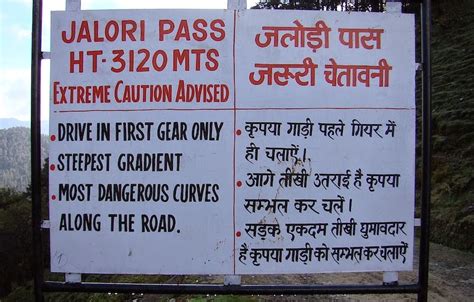 JALORI PASS
HT-3120MTS
EXTREME CAUTION ADVISED
•DRIVE IN FIRST GEAR ONLY
•STEEPEST GRADIENT
•MOST DANGEROUS CURVES
ALONG THE ROAD.
जलोड़ी पास
जरूरी चेतावनी
•कृपया गाड़ी पहले गियर में
ही चलाऐं।
•आगे तीखी उतराई है कृपया
सम्भल कर चलें।
•सड़क एकदम तीखी घुमावदार
है कृपया गाड़ी को सम्भल कर चलाऐं